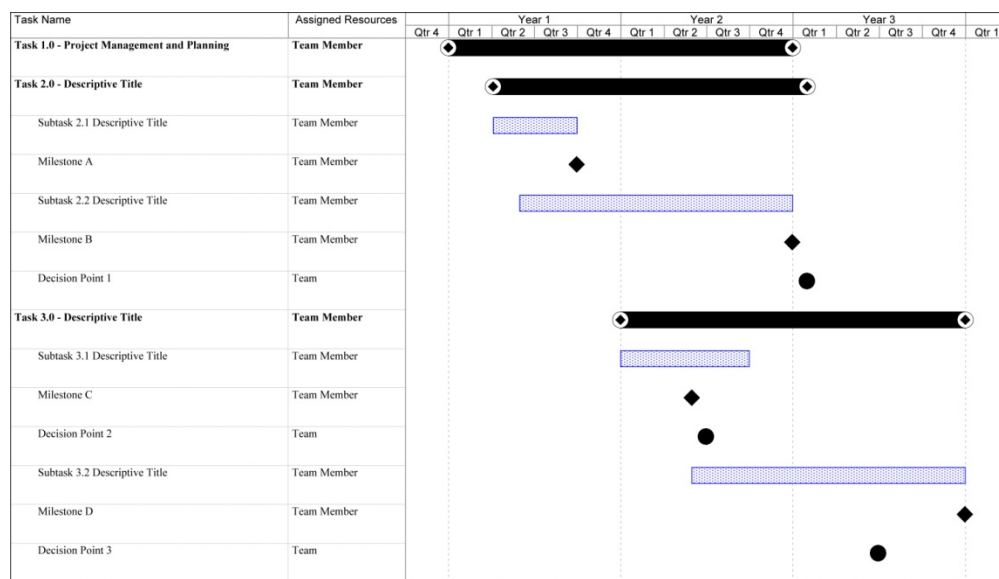 Task Name Assigned Resources Year 1 Year 2 Year 3
Qtr 4 Qtr 1 Qtr 2 Qtr 3 Qtr 4 Qtr 1 Qtr 2 Qtr 3 Qtr 4 Qtr 1 Qtr 2 Qtr 3 Qtr 4 Qtr 1
Task 1.0 - Project Management and Planning Team Member
Task 2.0 - Descriptive Title Team Member
Subtask 2.1 Descriptive Title Team Member
Milestone A Team Member
Subtask 2.2 Descriptive Title Team Member
Milestone B Team Member
Decision Point 1 Team
Task 3.0 - Descriptive Title Team Member
Subtask 3.1 Descriptive Title Team Member
Milestone C Team Member
Decision Point 2 Team
Subtask 3.2 Descriptive Title Team Member
Milestone D Team Member
Decision Point 3 Team